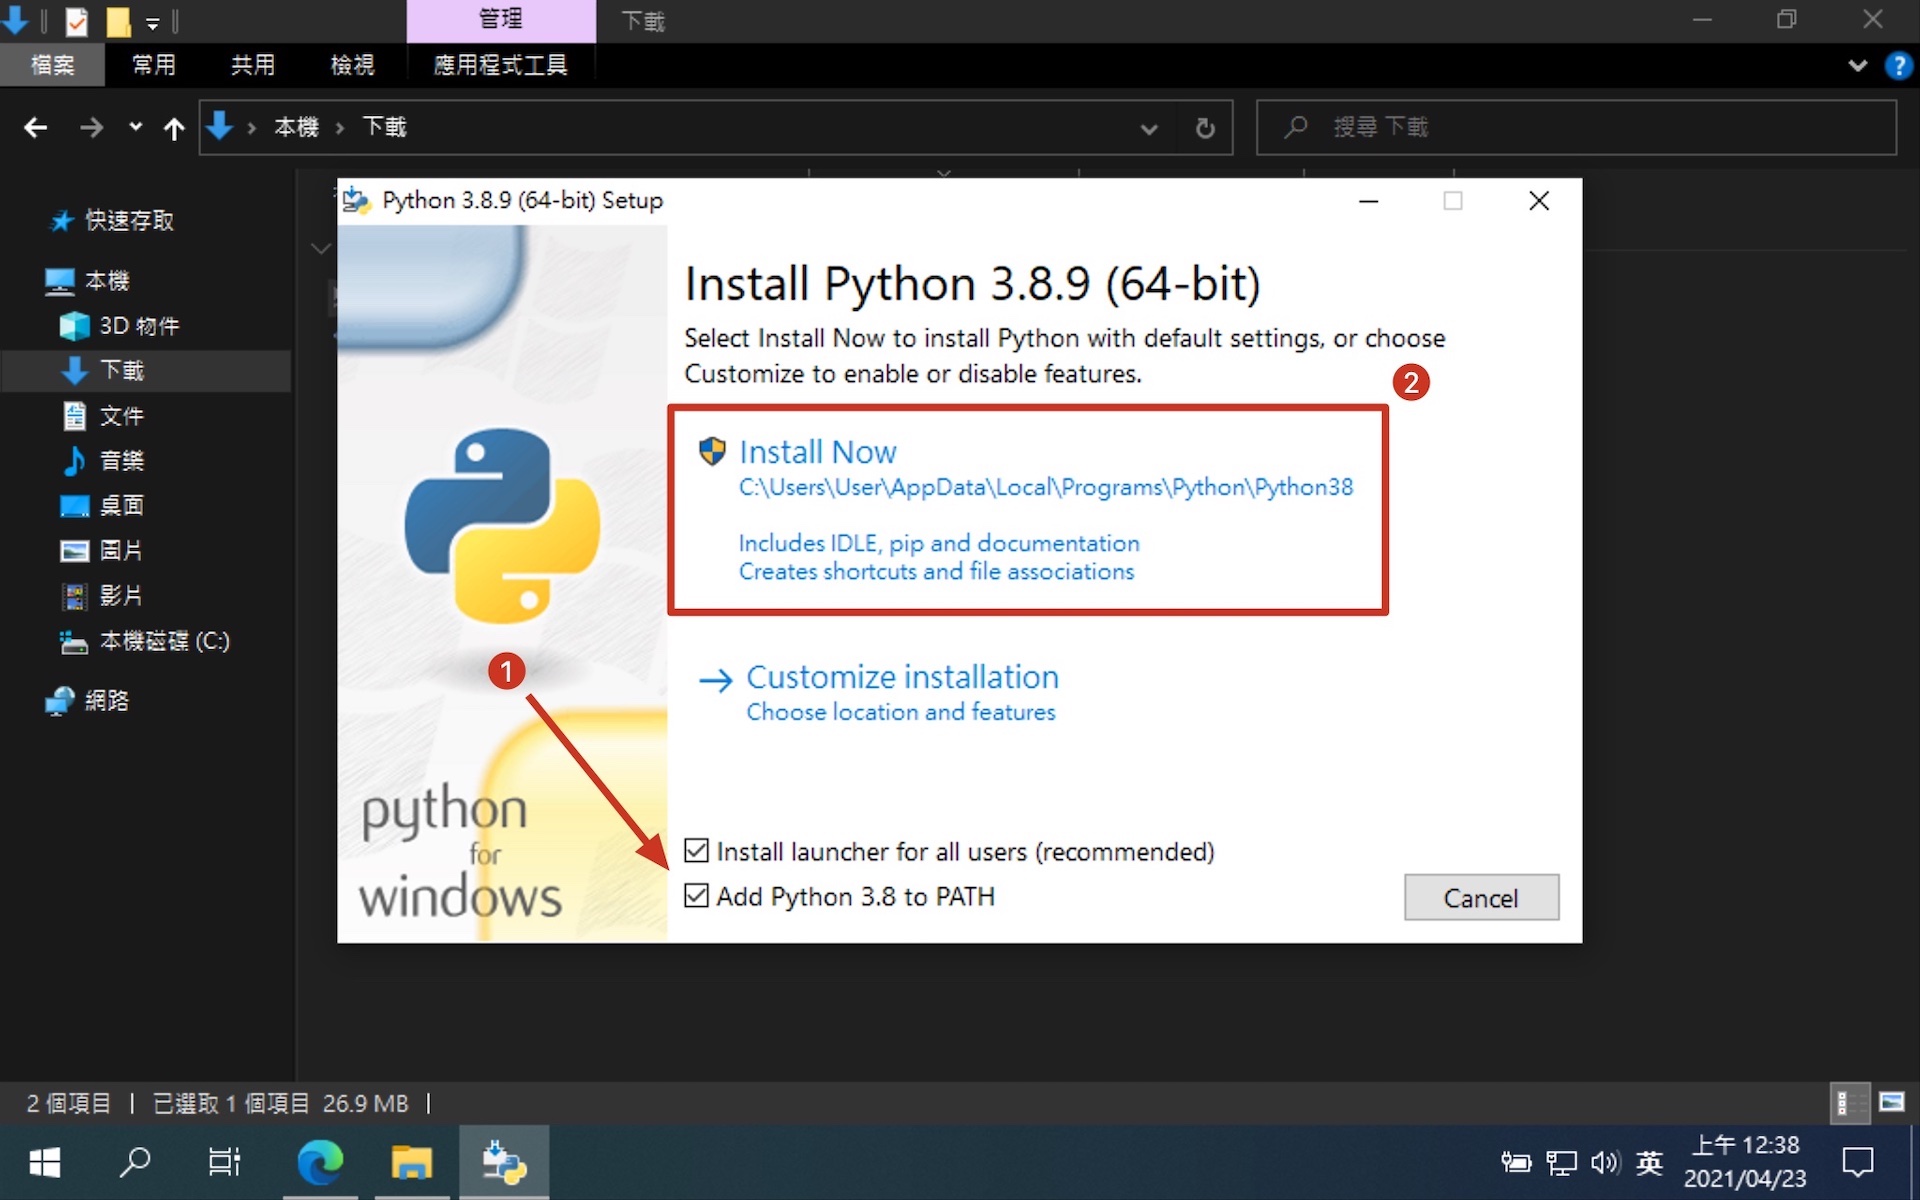 管理
下載
檔案
常用
共用
檢視
應用程式工具
本機
下載
搜尋 下載
快速存取
本機
3D 物件
下載
文件
音樂
桌面
圖片
影片
本機磁碟 (C:)
網路
Python 3.8.9 (64-bit) Setup
Install Python 3.8.9 (64-bit)
Select Install Now to install Python with default settings, or choose
Customize to enable or disable features.
2
Install Now
C:\Users\User\AppData\Local\Programs\Python\Python38
Includes IDLE, pip and documentation
Creates shortcuts and file associations
1
Customize installation
Choose location and features
python
for
windows
Install launcher for all users (recommended)
Add Python 3.8 to PATH
Cancel
2 個項目
已選取 1 個項目 26.9 MB
英
上午 12:38
2021/04/23